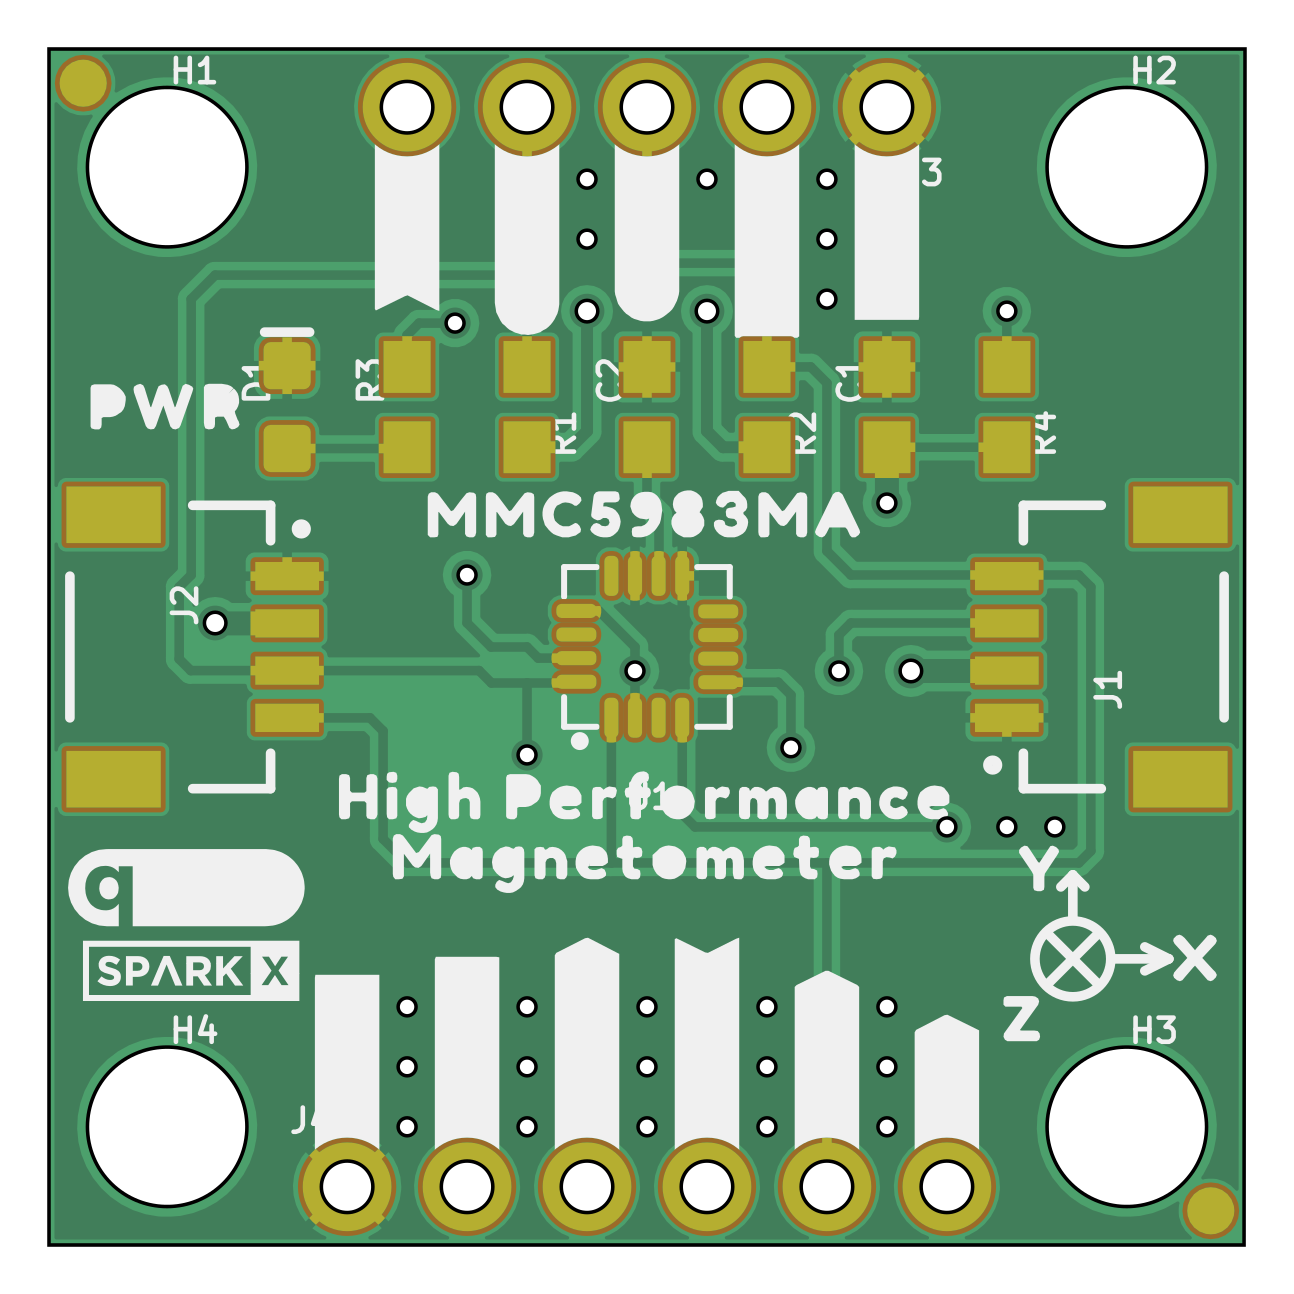 H1
H2
3
D1
R3
C2
C1
PWR
R1
R2
R4
MMC5983MA
J2
J1
High Performance
Magnetometer
Y
q
SPARK X
X
Z
H4
H3